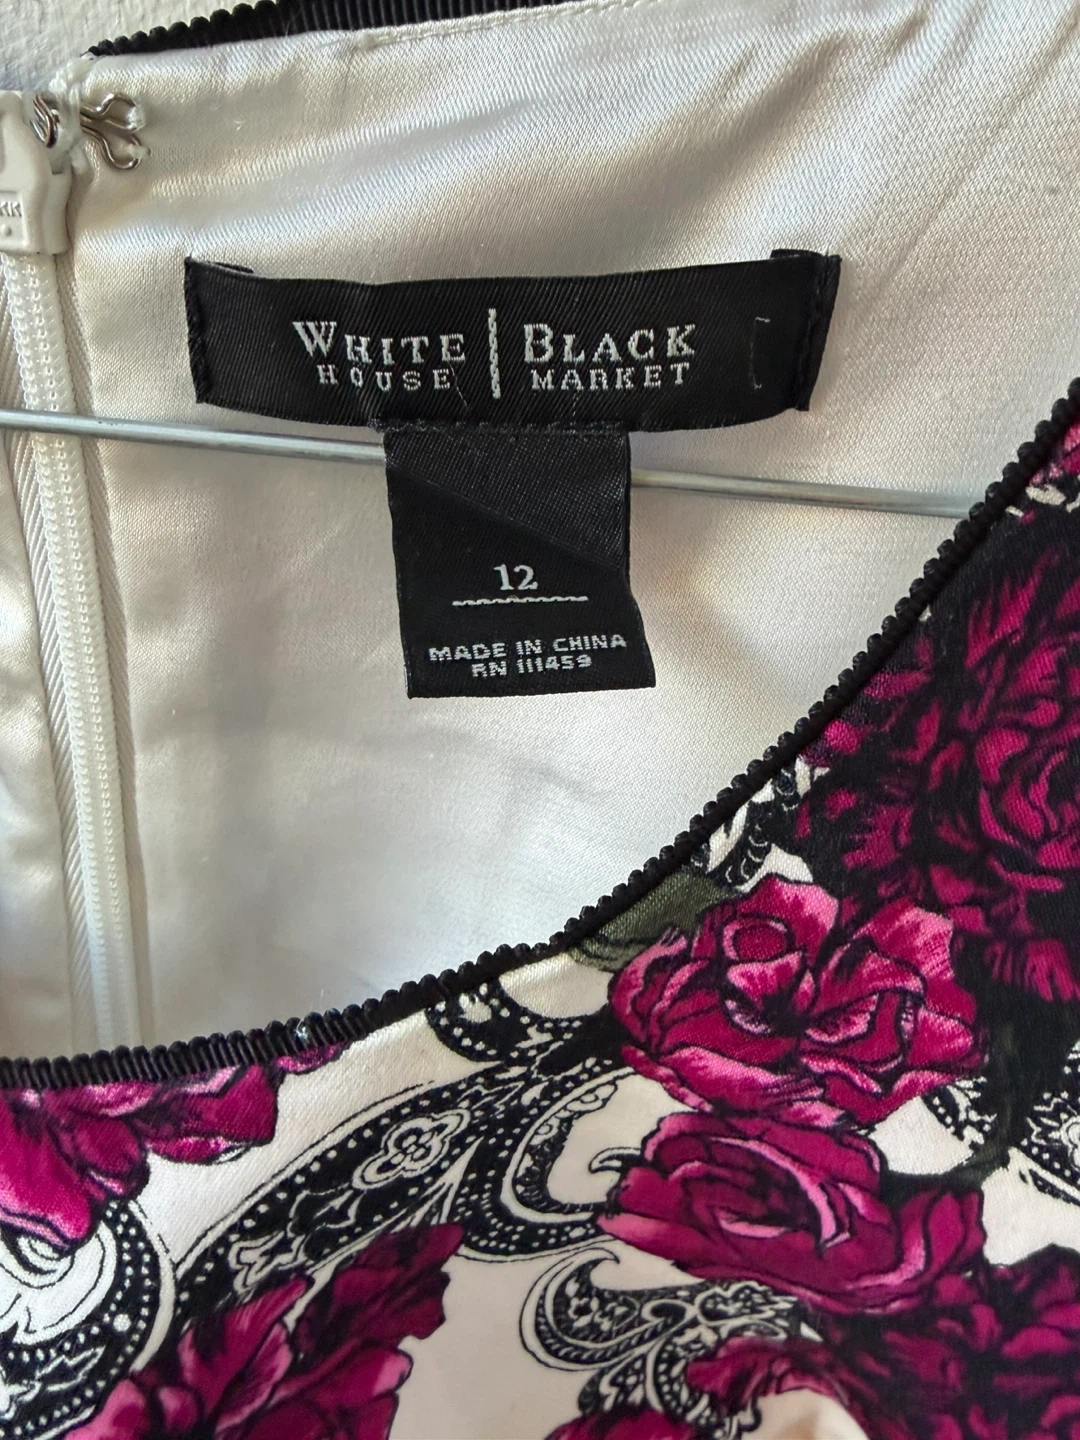 WHITE | BLACK
HOUSE | MARKET
12
MADE IN CHINA
RN 111459